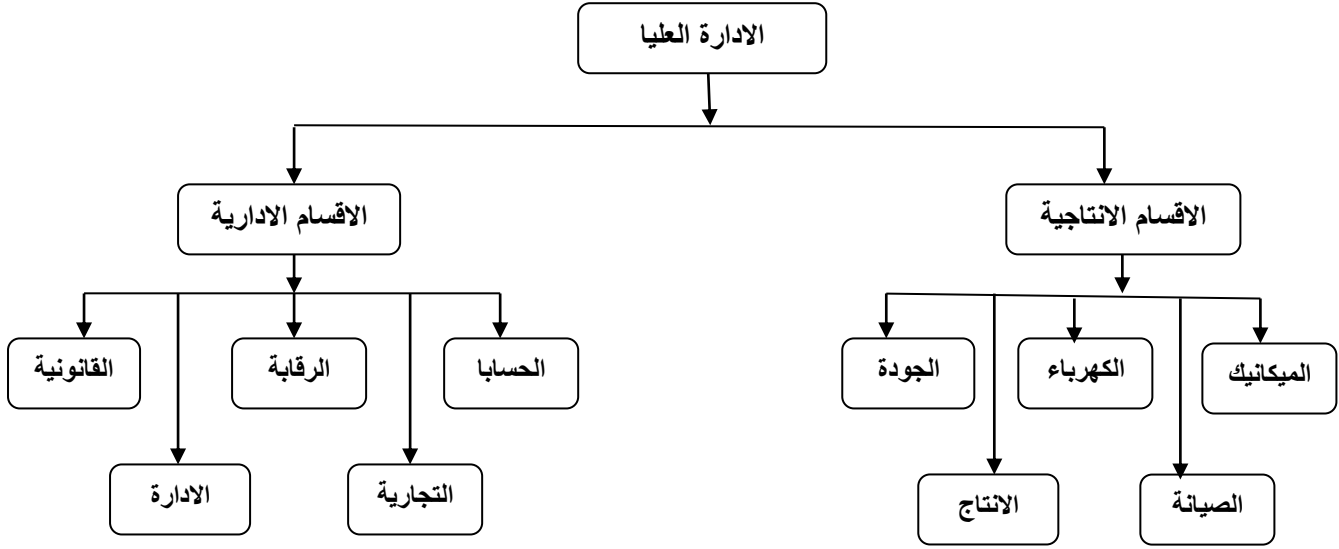 الادارة العليا
الاقسام الانتاجية
الاقسام الادارية
الميكانيك
الكهرباء
الجودة
الحسابا
الرقابة
القانونية
الصيانة
الانتاج
التجارية
الادارة